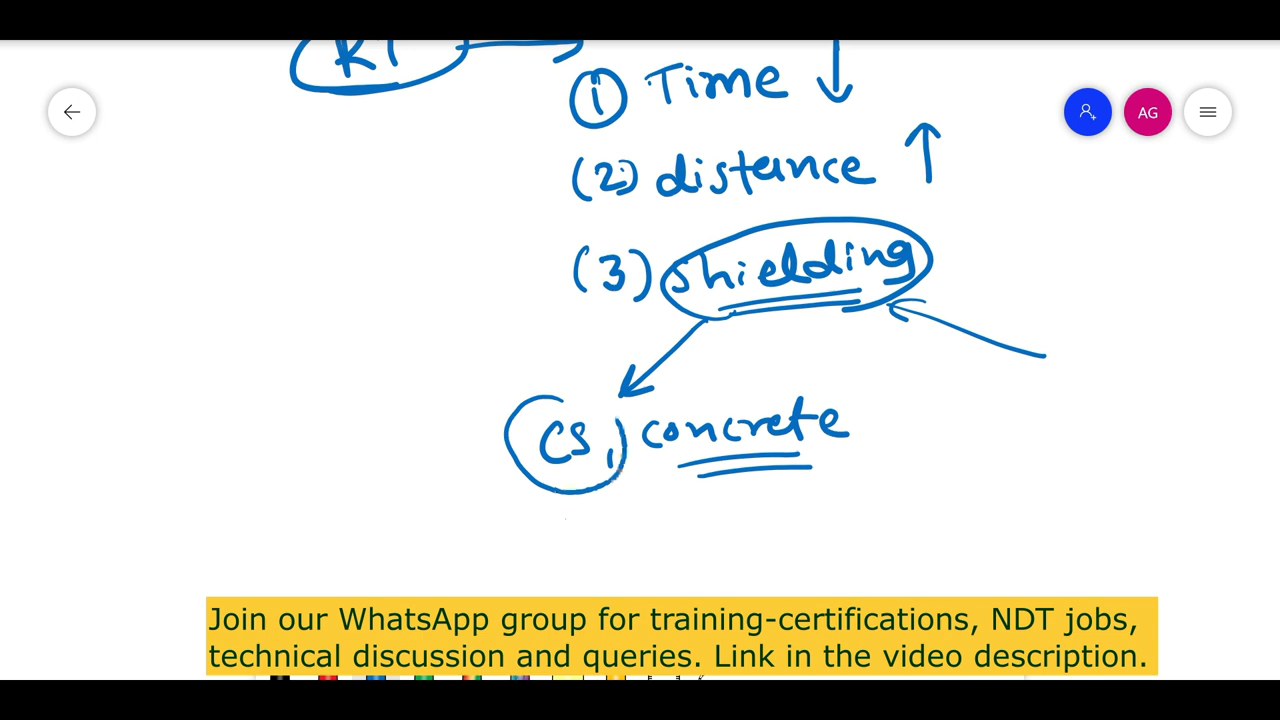 RT
(1) Time ↓
AG
(2) distance ↑
(3) shielding
CS, concrete
Join our WhatsApp group for training-certifications, NDT jobs,
technical discussion and queries. Link in the video description.